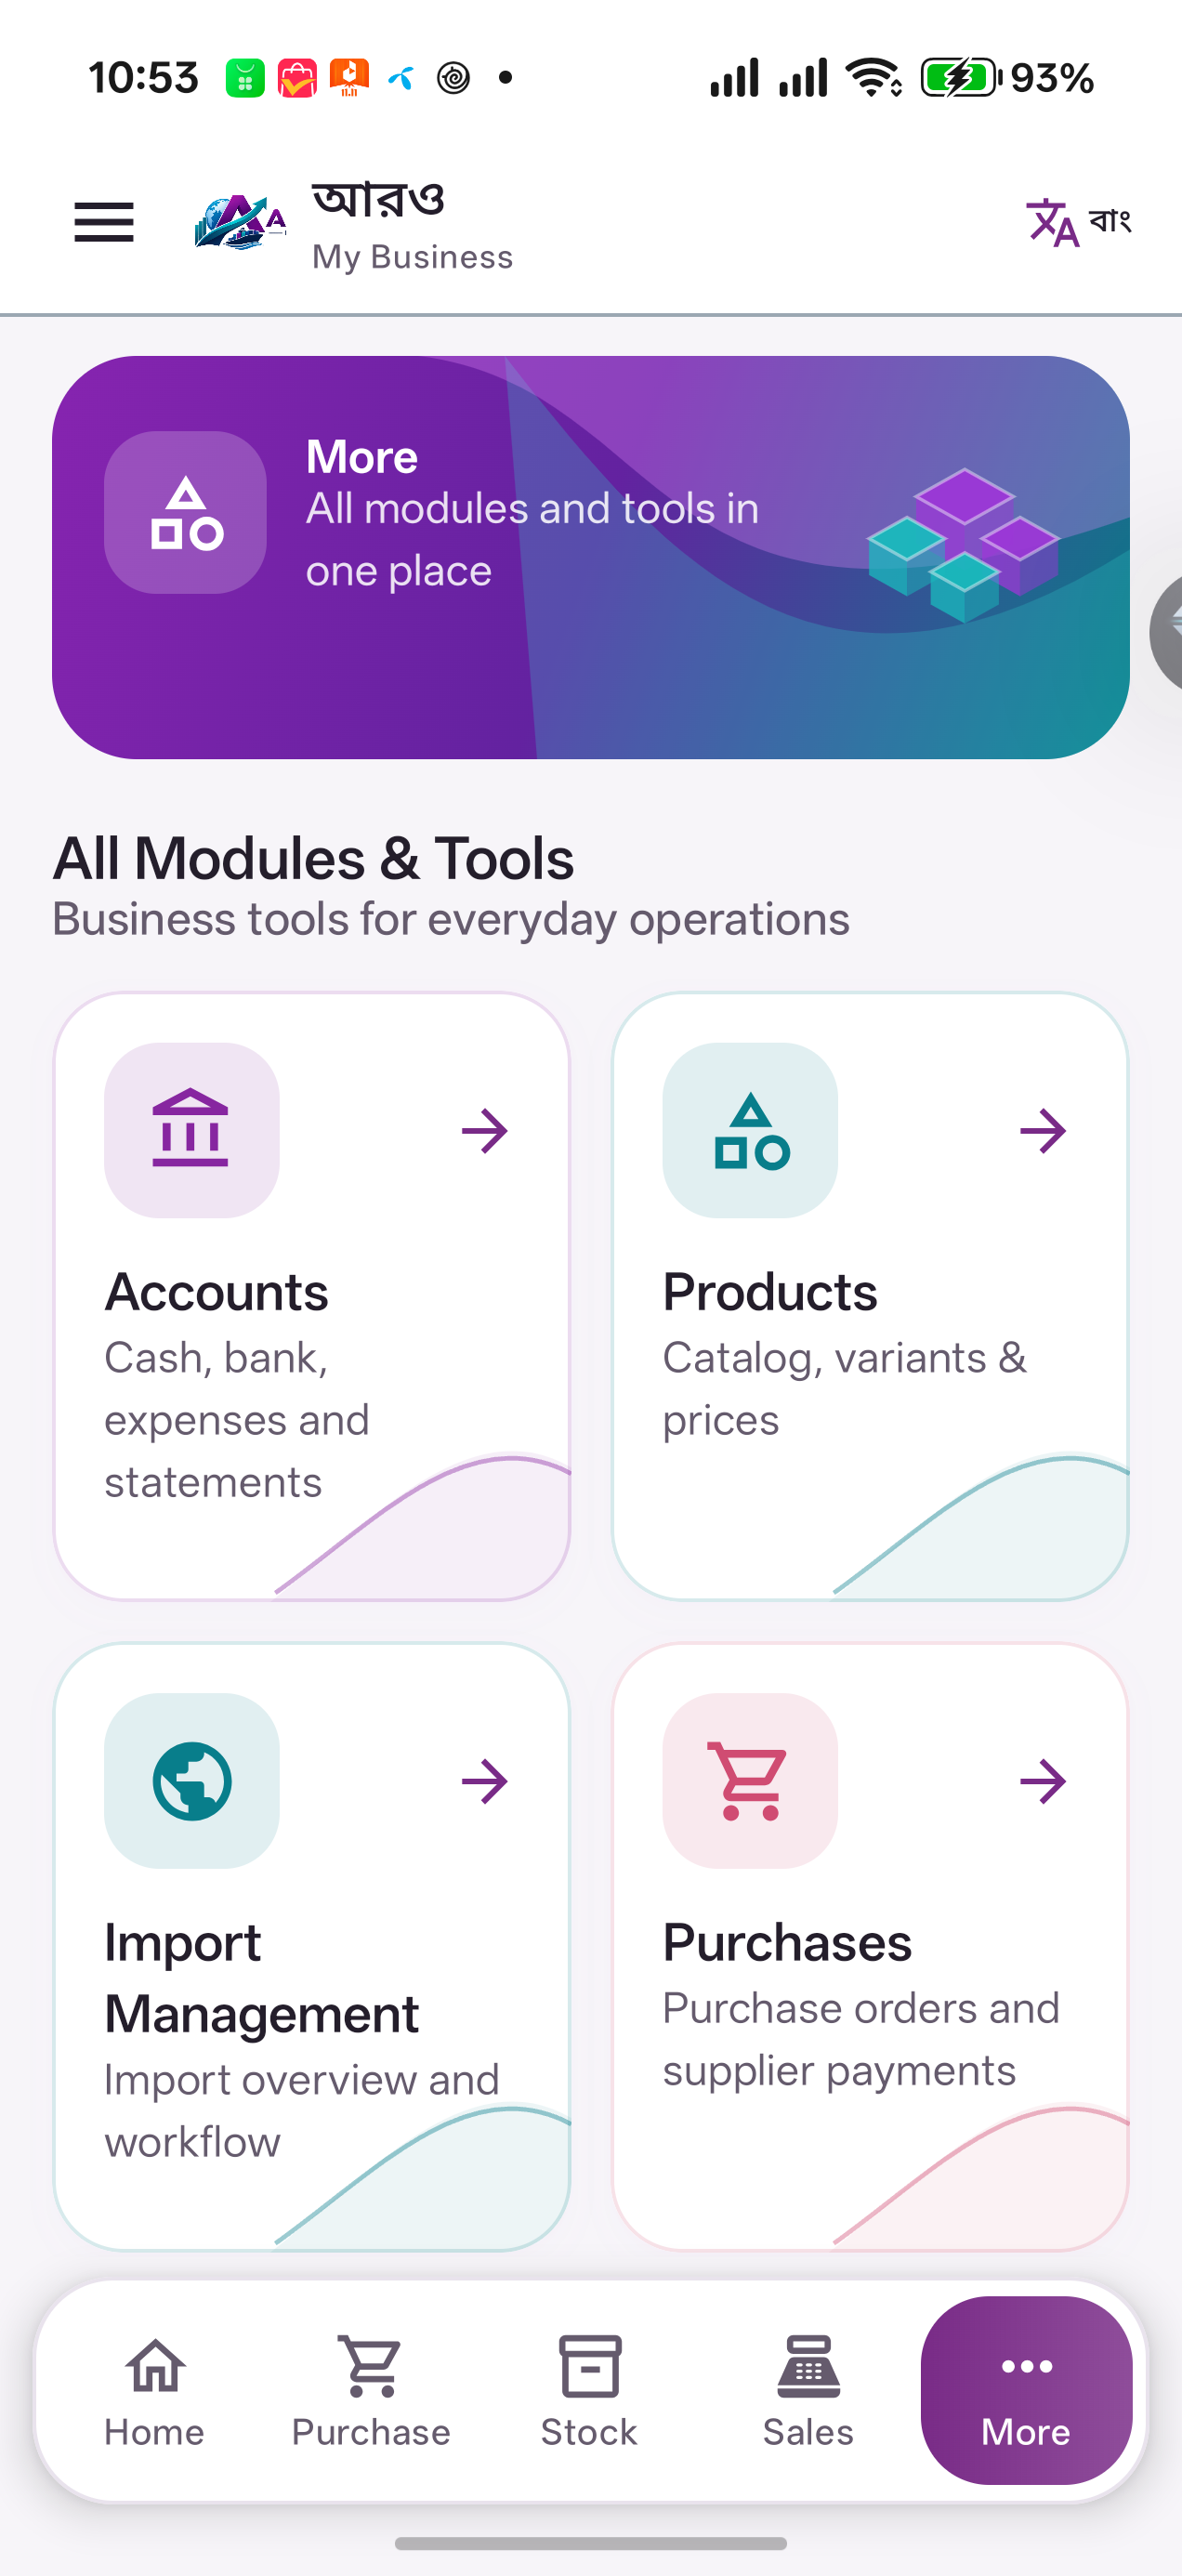 10:53
93%
আরও
My Business
বাং
More
All modules and tools in
one place
All Modules & Tools
Business tools for everyday operations
Accounts
Cash, bank,
expenses and
statements
Products
Catalog, variants &
prices
Import
Management
Import overview and
workflow
Purchases
Purchase orders and
supplier payments
Home
Purchase
Stock
Sales
More